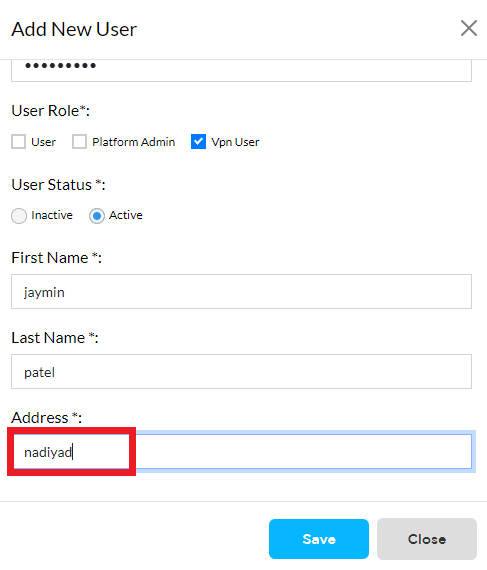 Add New User
•••••••••
User Role*:
User Platform Admin Vpn User
User Status *:
Inactive Active
First Name *:
jaymin
Last Name *:
patel
Address *:
nadiyad
Save Close